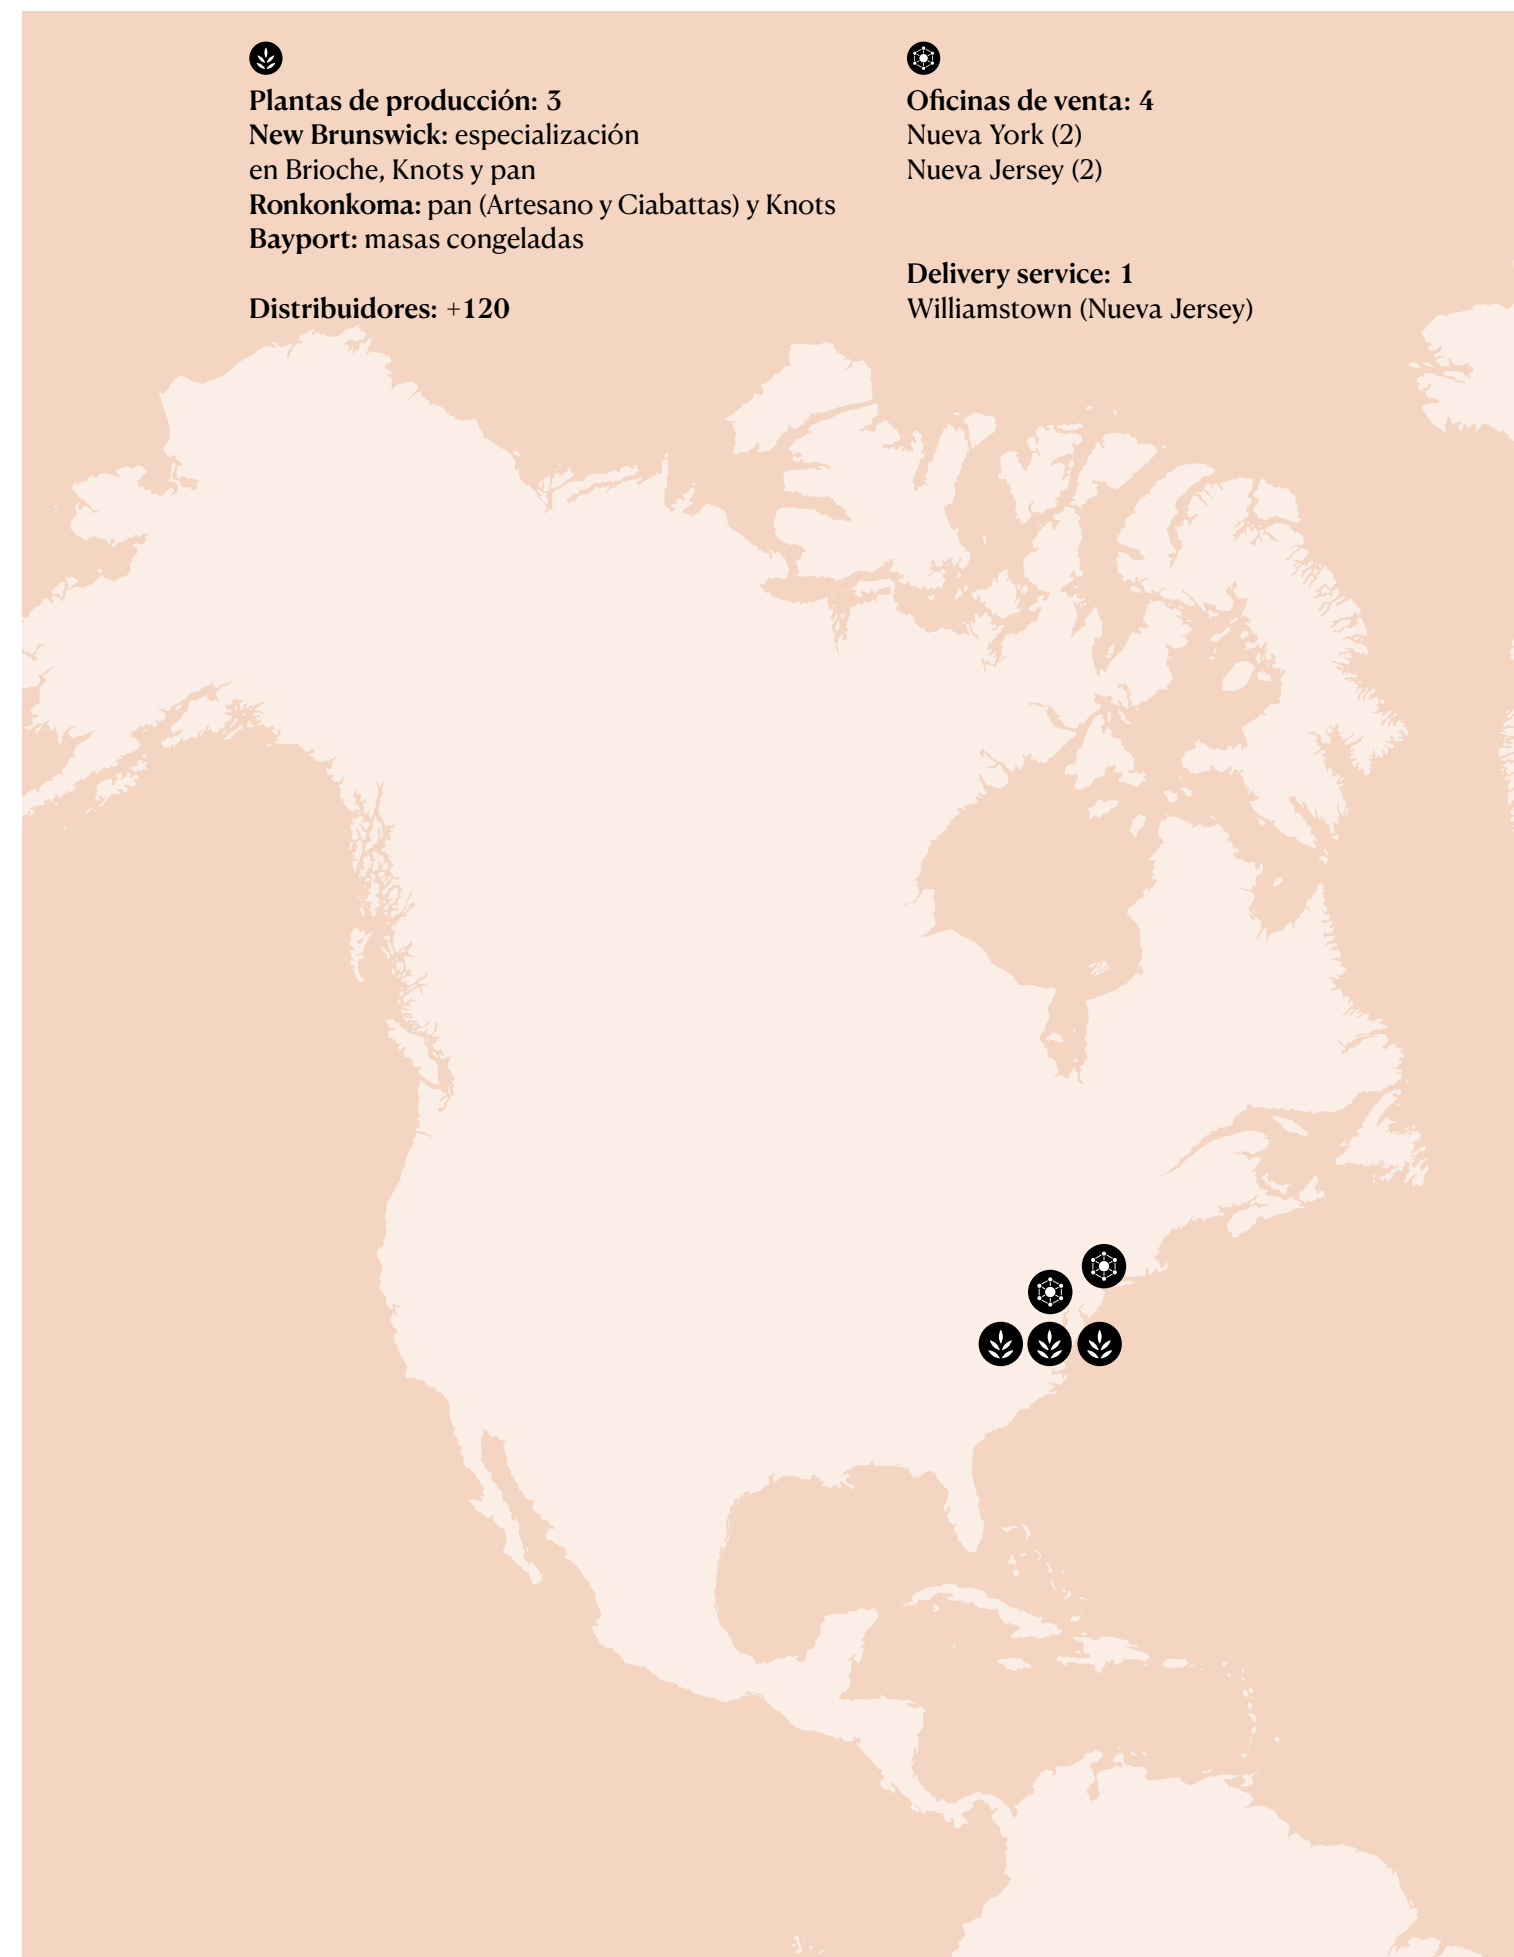 Plantas de producción: 3
New Brunswick: especialización
en Brioche, Knots y pan
Ronkonkoma: pan (Artesano y Ciabattas) y Knots
Bayport: masas congeladas
Distribuidores: +120
Oficinas de venta: 4
Nueva York (2)
Nueva Jersey (2)
Delivery service: 1
Williamstown (Nueva Jersey)